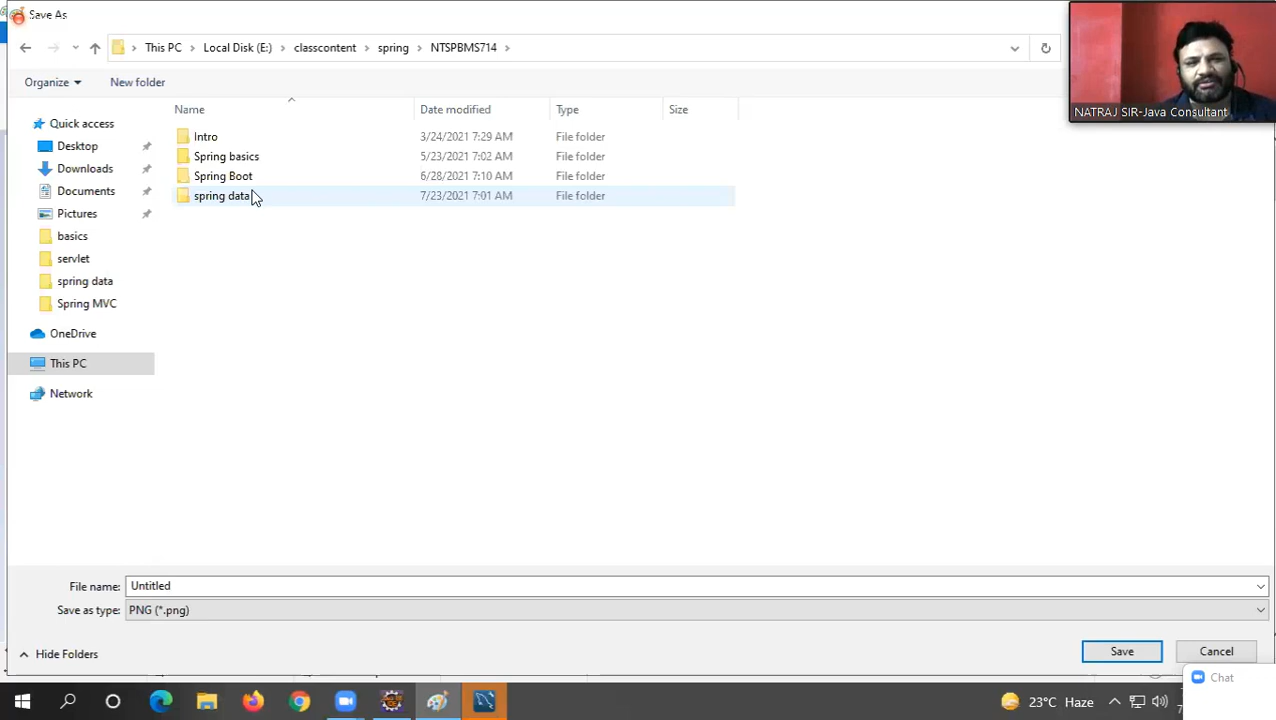 Save As
This PC > Local Disk (E:) > classcontent > spring > NTSPBMS714 >
NATRAJ SIR-Java Consultant
Organize
New folder
Name
Date modified
Type
Size
Quick access
Desktop
Downloads
Documents
Pictures
basics
servlet
spring data
Spring MVC
OneDrive
This PC
Network
Intro 3/24/2021 7:29 AM File folder
Spring basics 5/23/2021 7:02 AM File folder
Spring Boot 6/28/2021 7:10 AM File folder
spring data 7/23/2021 7:01 AM File folder
File name: Untitled
Save as type: PNG (*.png)
Hide Folders
Save
Cancel
Chat
23°C Haze